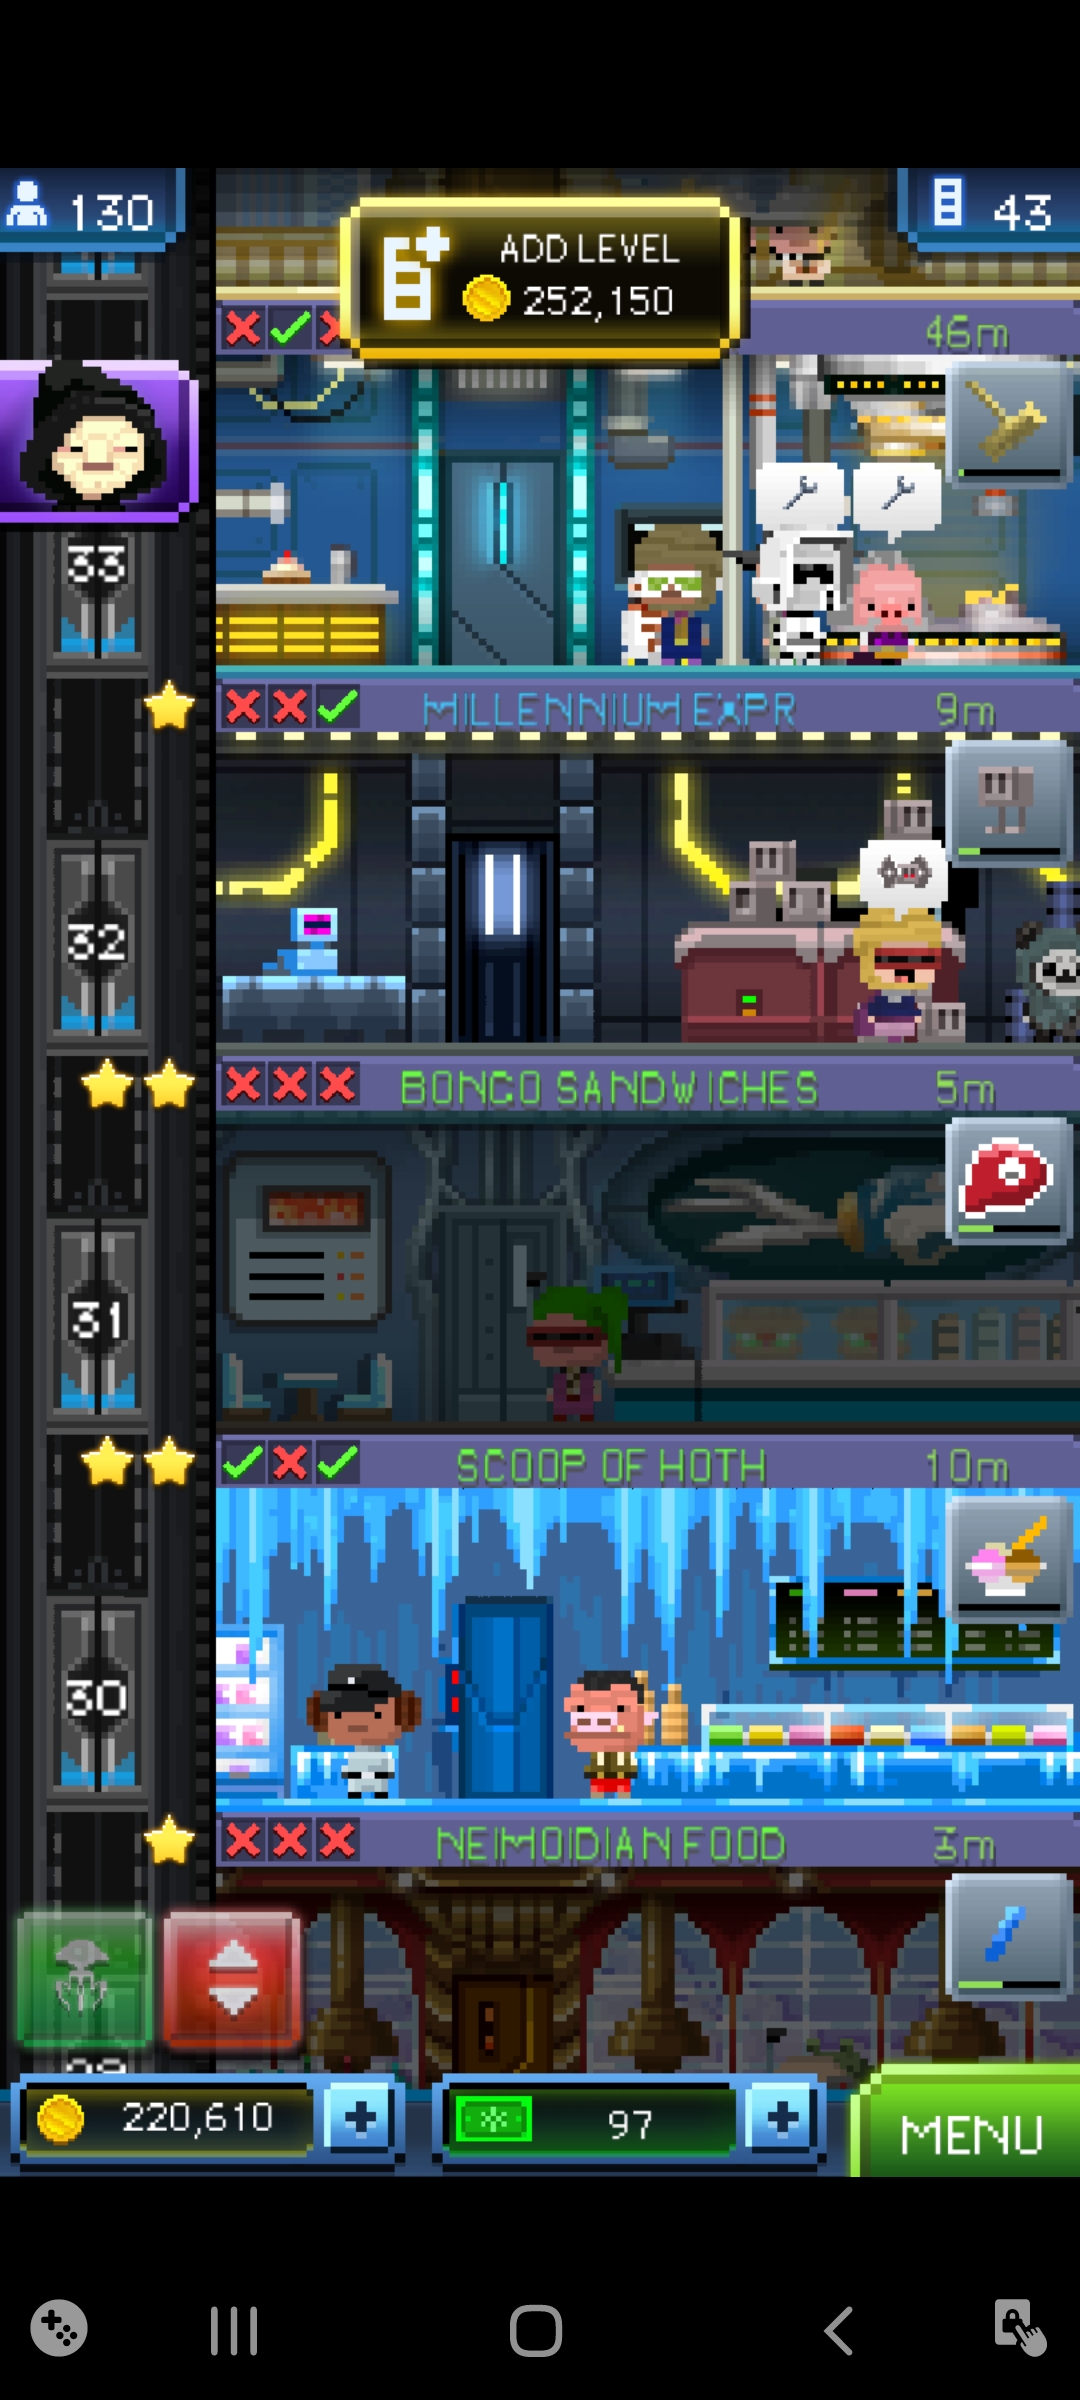 130
ADD LEVEL
252,150
43
46m
33
MILLENNIUM EXPR
9m
32
BONGO SANDWICHES
5m
31
SCOOP OF HOTH
10m
30
NEIMOIDIAN FOOD
3m
220,610
97
MENU